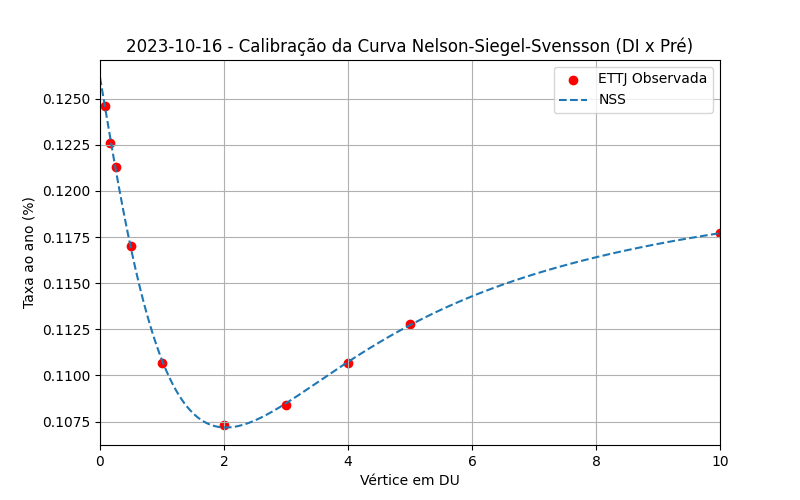 2023-10-16 - Calibração da Curva Nelson-Siegel-Svensson (DI x Pré)
ETTJ Observada
NSS
Taxa ao ano (%)
0.1250
0.1225
0.1200
0.1175
0.1150
0.1125
0.1100
0.1075
0 2 4 6 8 10
Vértice em DU